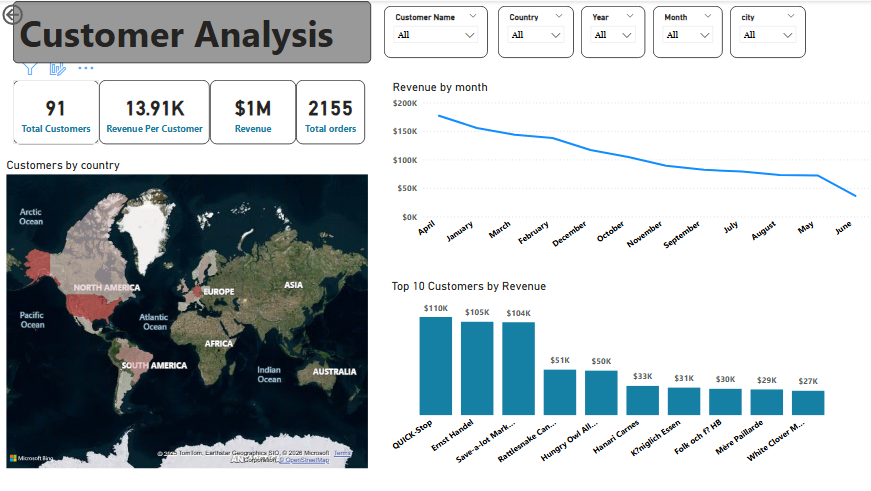 Customer Analysis
Customer Name
All
Country
All
Year
All
Month
All
city
All
91
Total Customers
13.91K
Revenue Per Customer
$1M
Revenue
2155
Total orders
Customers by country
Arctic
Ocean
NORTH AMERICA
EUROPE
ASIA
Pacific
Ocean
Atlantic
Ocean
AFRICA
SOUTH AMERICA
Indian
Ocean
AUSTRALIA
Microsoft Bing
TomTom, Earthstar Geographics SIO, © 2026 Microsoft
Corporation, © OpenStreetMap
Terms
Revenue by month
$200K
$150K
$100K
$50K
$0K
April
January
March
February
December
October
November
September
July
August
May
June
Top 10 Customers by Revenue
$110K
$105K
$104K
$51K
$50K
$33K
$31K
$30K
$29K
$27K
QUICK-Stop
Ernst Handel
Save-a-lot Mark...
Rattlesnake Can...
Hungry Owl All...
Hanari Carnes
K?niglich Essen
Folk och f? HB
Mère Paillarde
White Clover M...